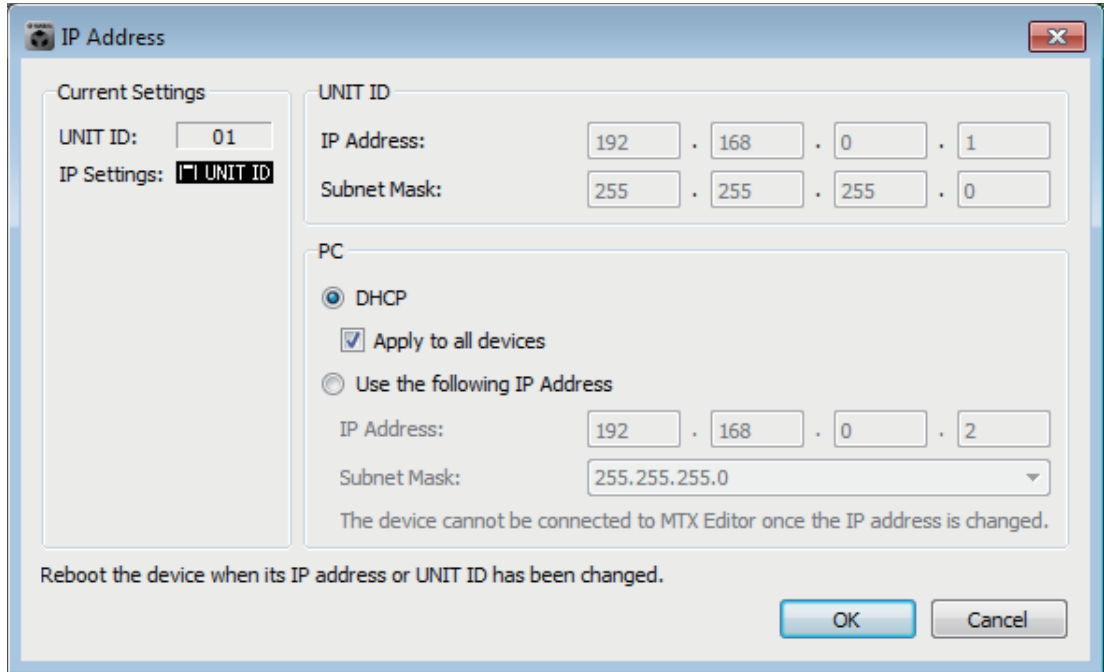 IP Address
Current Settings
UNIT ID: 01
IP Settings: UNIT ID
UNIT ID
IP Address: 192 . 168 . 0 . 1
Subnet Mask: 255 . 255 . 255 . 0
PC
DHCP
Apply to all devices
Use the following IP Address
IP Address: 192 . 168 . 0 . 2
Subnet Mask: 255.255.255.0
The device cannot be connected to MTX Editor once the IP address is changed.
Reboot the device when its IP address or UNIT ID has been changed.
OK Cancel